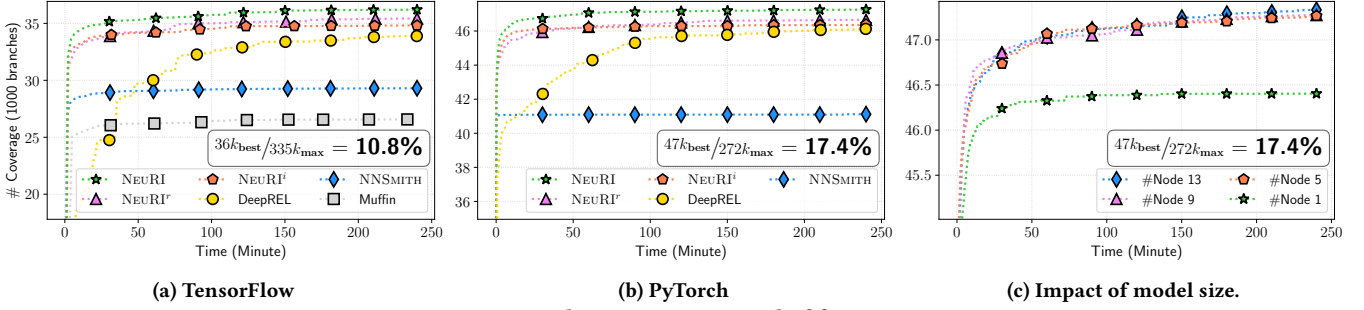 # Coverage (1000 branches)
35
30
25
20
36k_best/335k_max = 10.8%
NEURI
NEURI^r
NEURI^i
DeepREL
NNSMITH
Muffin
0 50 100 150 200 250
Time (Minute)
(a) TensorFlow
46
44
42
40
38
36
47k_best/272k_max = 17.4%
NEURI
NEURI^r
NEURI^i
DeepREL
NNSMITH
0 50 100 150 200 250
Time (Minute)
(b) PyTorch
47.0
46.5
46.0
45.5
47k_best/272k_max = 17.4%
#Node 13
#Node 9
#Node 5
#Node 1
0 50 100 150 200 250
Time (Minute)
(c) Impact of model size.